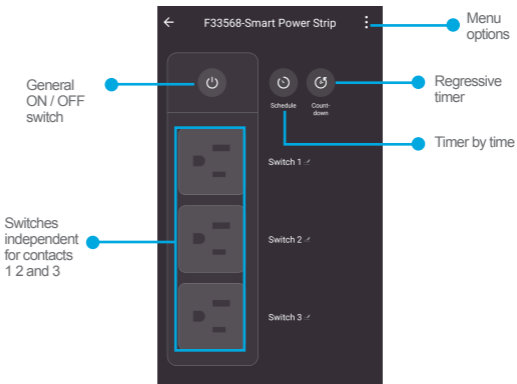 F33568-Smart Power Strip
Menu
options
General
ON / OFF
switch
Regressive
timer
Schedule
Count-
down
Timer by time
Switch 1
Switch 2
Switch 3
Switches
independent
for contacts
1 2 and 3